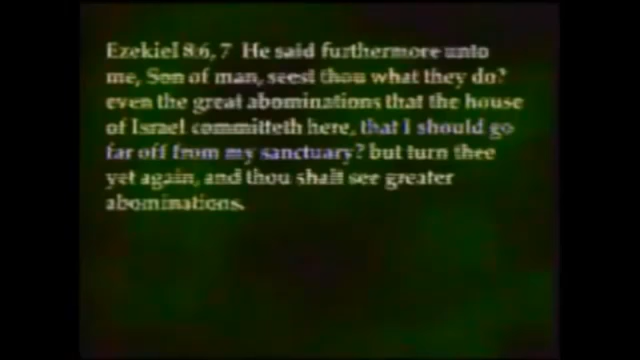 Ezekiel 8:6, 7 He said furthermore unto
me, Son of man, seest thou what they do?
even the great abominations that the house
of Israel committeth here, that I should go
far off from my sanctuary? but turn thee
yet again, and thou shalt see greater
abominations.